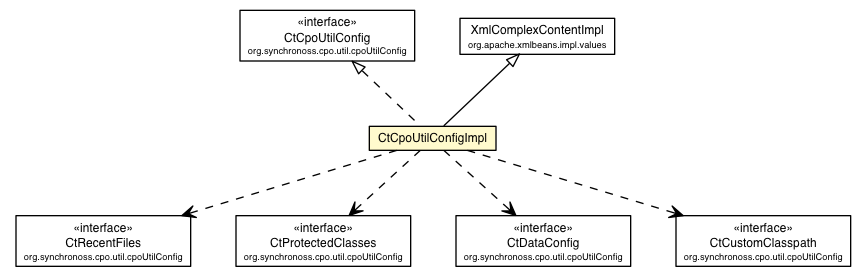 «interface»
CtCpoUtilConfig
org.synchronoss.cpo.util.cpoUtilConfig
XmlComplexContentImpl
org.apache.xmlbeans.impl.values
CtCpoUtilConfigImpl
«interface»
CtRecentFiles
org.synchronoss.cpo.util.cpoUtilConfig
«interface»
CtProtectedClasses
org.synchronoss.cpo.util.cpoUtilConfig
«interface»
CtDataConfig
org.synchronoss.cpo.util.cpoUtilConfig
«interface»
CtCustomClasspath
org.synchronoss.cpo.util.cpoUtilConfig